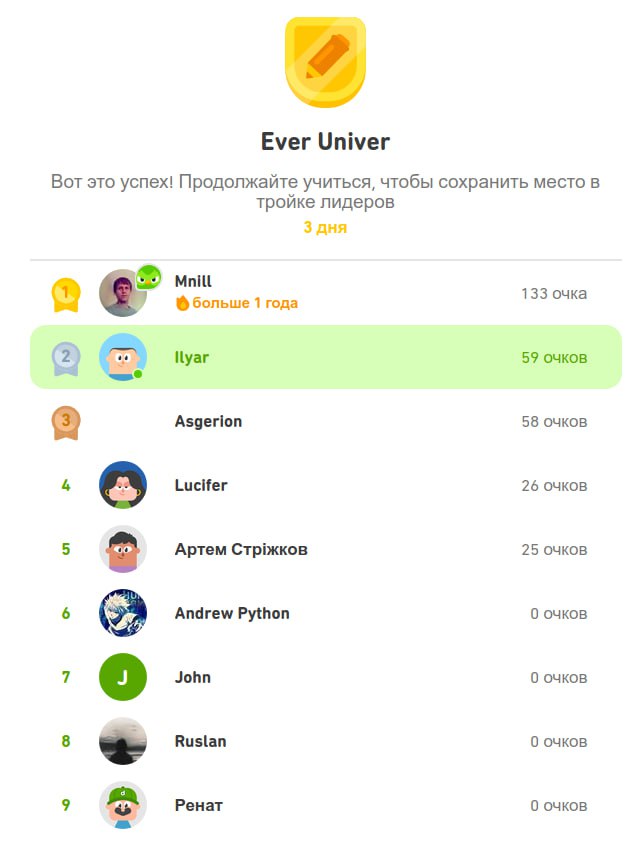 Ever Univer
Вот это успех! Продолжайте учиться, чтобы сохранить место в
тройке лидеров
3 дня
1 Mnill 133 очка
больше 1 года
2 Ilyar 59 очков
3 Asgerion 58 очков
4 Lucifer 26 очков
5 Артем Стріжков 25 очков
6 Andrew Python 0 очков
7 J John 0 очков
8 Ruslan 0 очков
9 Ренат 0 очков